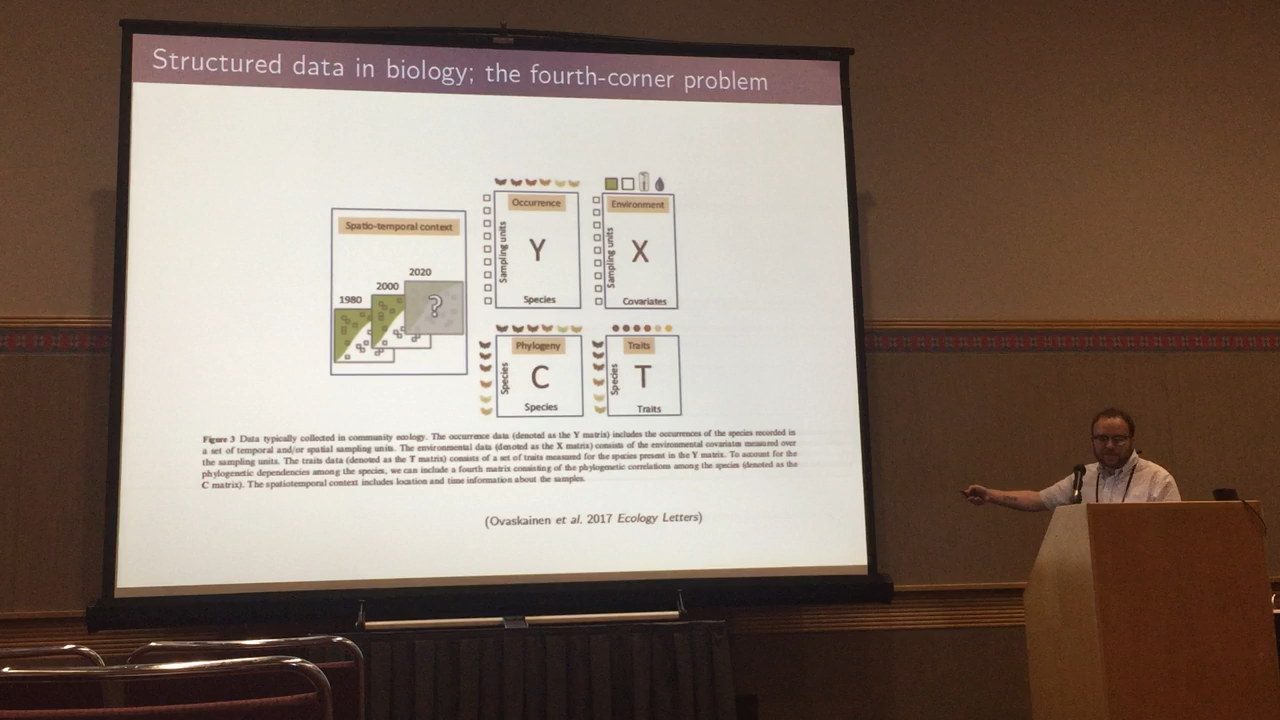 Structured data in biology; the fourth-corner problem
Spatio-temporal context
1980
2000
2020
?
Occurrence
Sampling units
Y
Species
Environment
Sampling units
X
Covariates
Phylogeny
Species
C
Species
Traits
Species
T
Traits
Figure 3 Data typically collected in community ecology. The occurrence data (denoted as the Y matrix) includes the occurrences of the species recorded in
a set of temporal and/or spatial sampling units. The environmental data (denoted as the X matrix) consists of the environmental covariates measured over
the sampling units. The traits data (denoted as the T matrix) consists of a set of traits measured for the species present in the Y matrix. To account for the
phylogenetic dependencies among the species, we can include a fourth matrix consisting of the phylogenetic correlations among the species (denoted as the
C matrix). The spatiotemporal context includes location and time information about the samples.
(Ovaskainen et al. 2017 Ecology Letters)